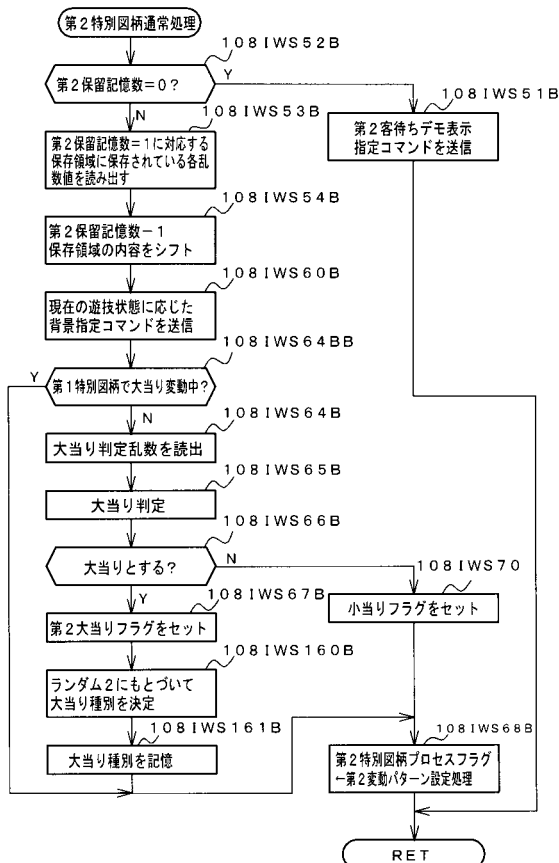 第2特別図柄通常処理
108IWS52B
第2保留記憶数=0?
Y
N
108IWS53B
108IWS51B
第2保留記憶数=1に対応する
保存領域に保存されている各乱
数値を読み出す
第2客待ちデモ表示
指定コマンドを送信
108IWS54B
第2保留記憶数-1
保存領域の内容をシフト
108IWS60B
現在の遊技状態に応じた
背景指定コマンドを送信
108IWS64BB
Y
第1特別図柄で大当り変動中?
N
108IWS64B
大当り判定乱数を読出
108IWS65B
大当り判定
108IWS66B
大当りとする?
N
108IWS70
Y
108IWS67B
小当りフラグをセット
第2大当りフラグをセット
108IWS160B
ランダム2にもとづいて
大当り種別を決定
108IWS161B
108IWS68B
大当り種別を記憶
第2特別図柄プロセスフラグ
←第2変動パターン設定処理
RET